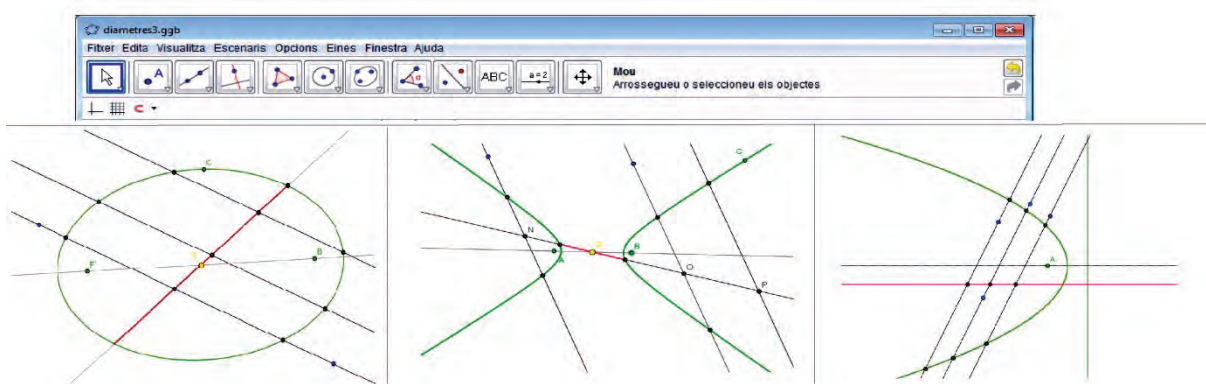 diametres3.ggb
Fitxer Edita Visualitza Escenaris Opcions Eines Finestra Ajuda
A
α
ABC
a=2
Mou
Arrossegueu o seleccioneu els objectes
C
B
F'
C
N
A
B
O
P
A